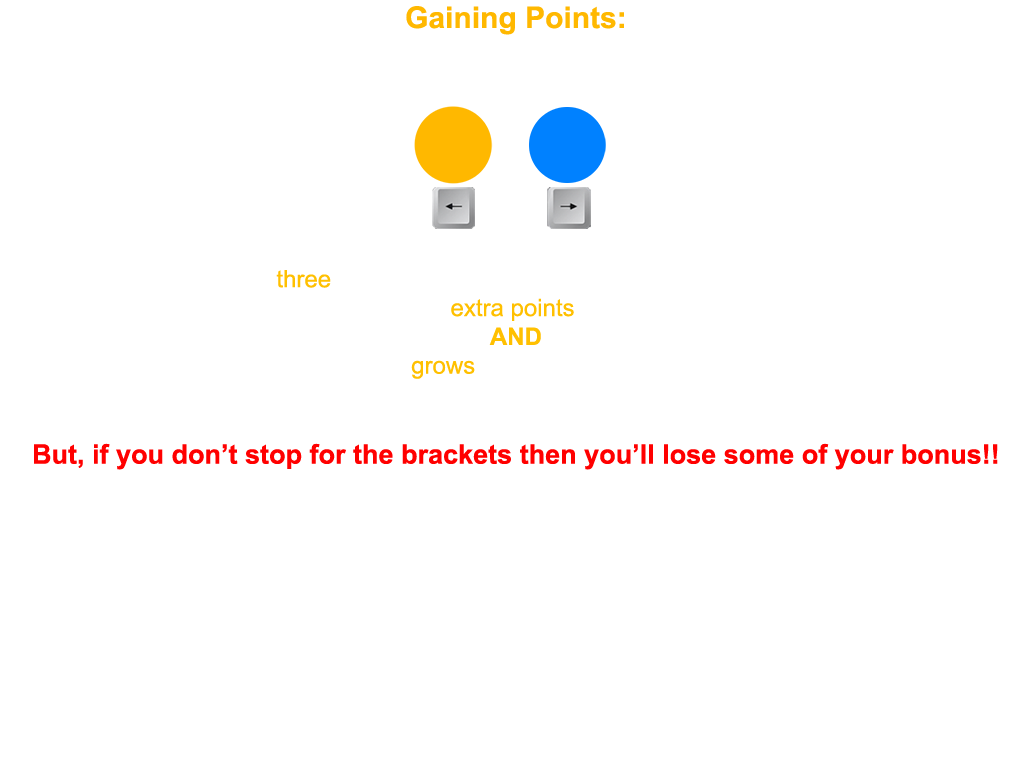 Gaining Points:
← →
three
extra points
AND
grows
But, if you don’t stop for the brackets then you’ll lose some of your bonus!!